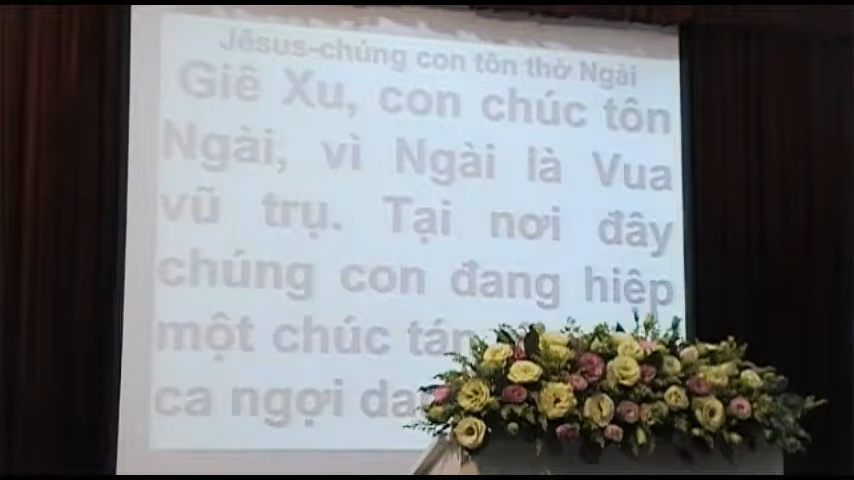 Jêsus-chúng con tôn thờ Ngài
Giê Xu, con chúc tôn
Ngài, vì Ngài là Vua
vũ trụ. Tại nơi đây
chúng con đang hiệp
một chúc tán
ca ngợi